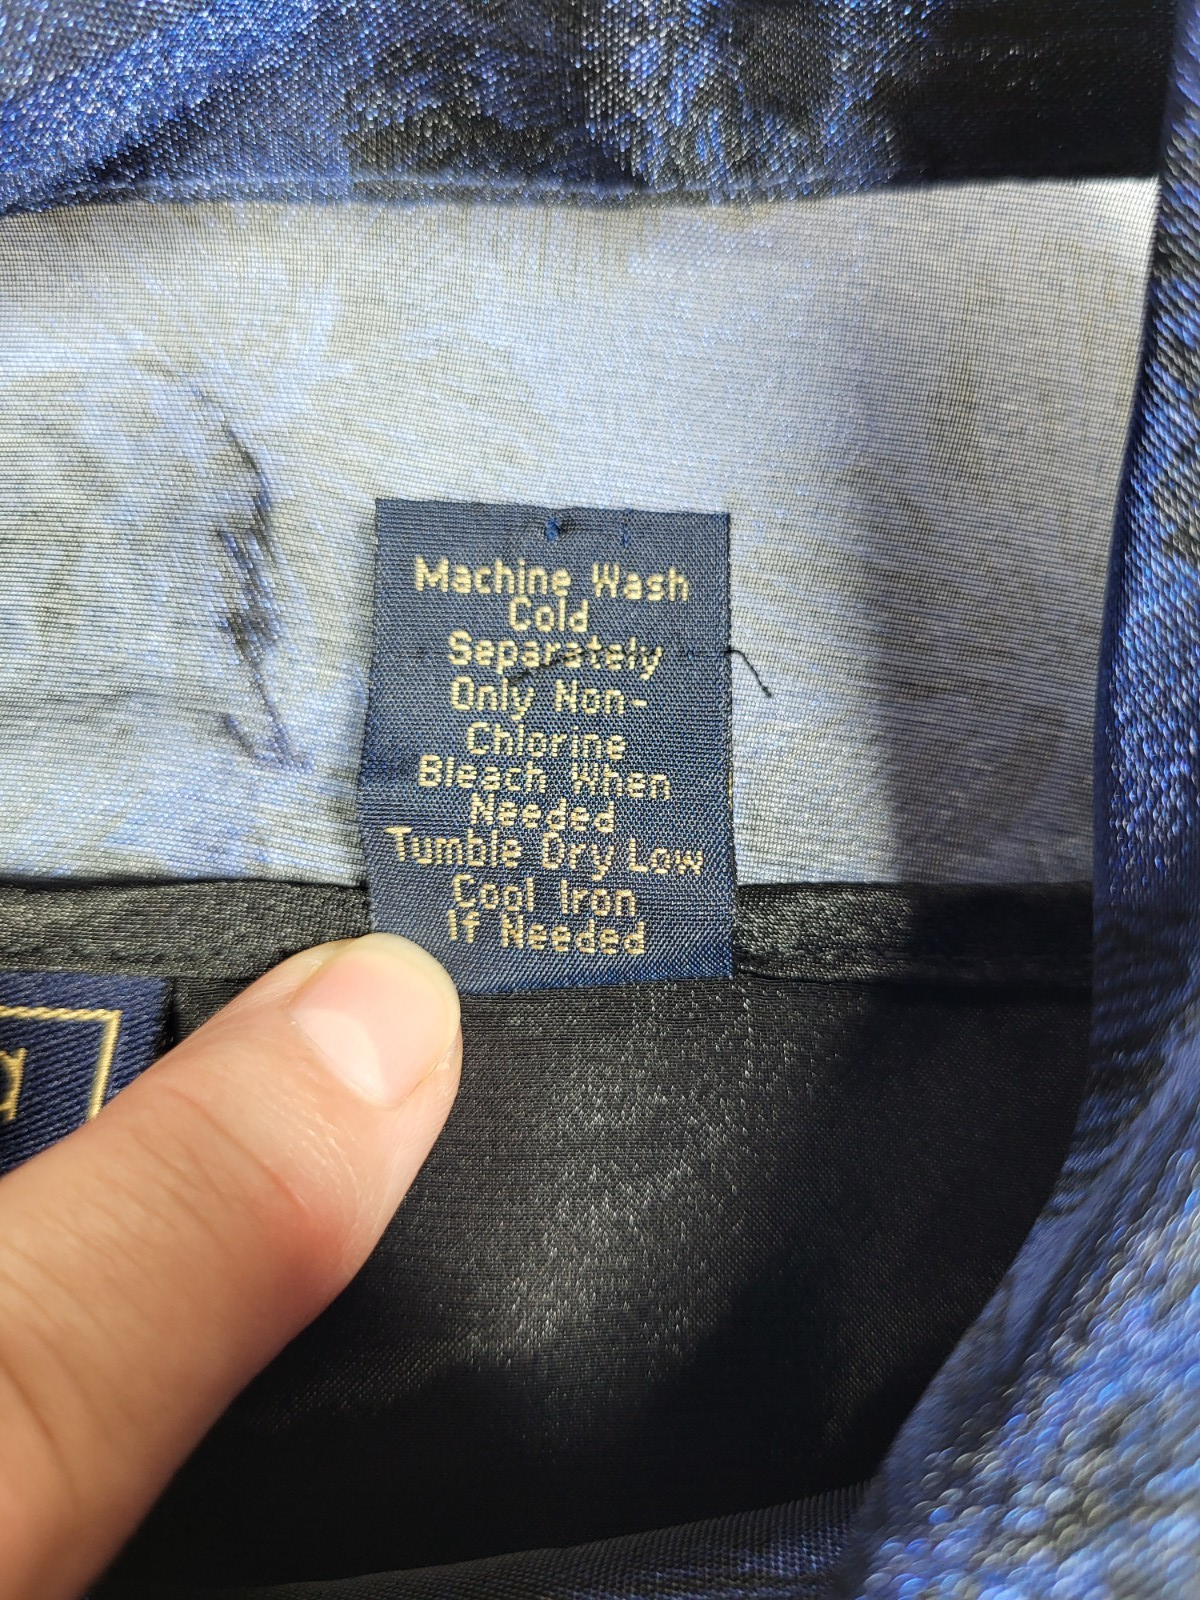 Machine Wash
Cold
Separately
Only Non-
Chlorine
Bleach When
Needed
Tumble Dry Low
Cool Iron
If Needed